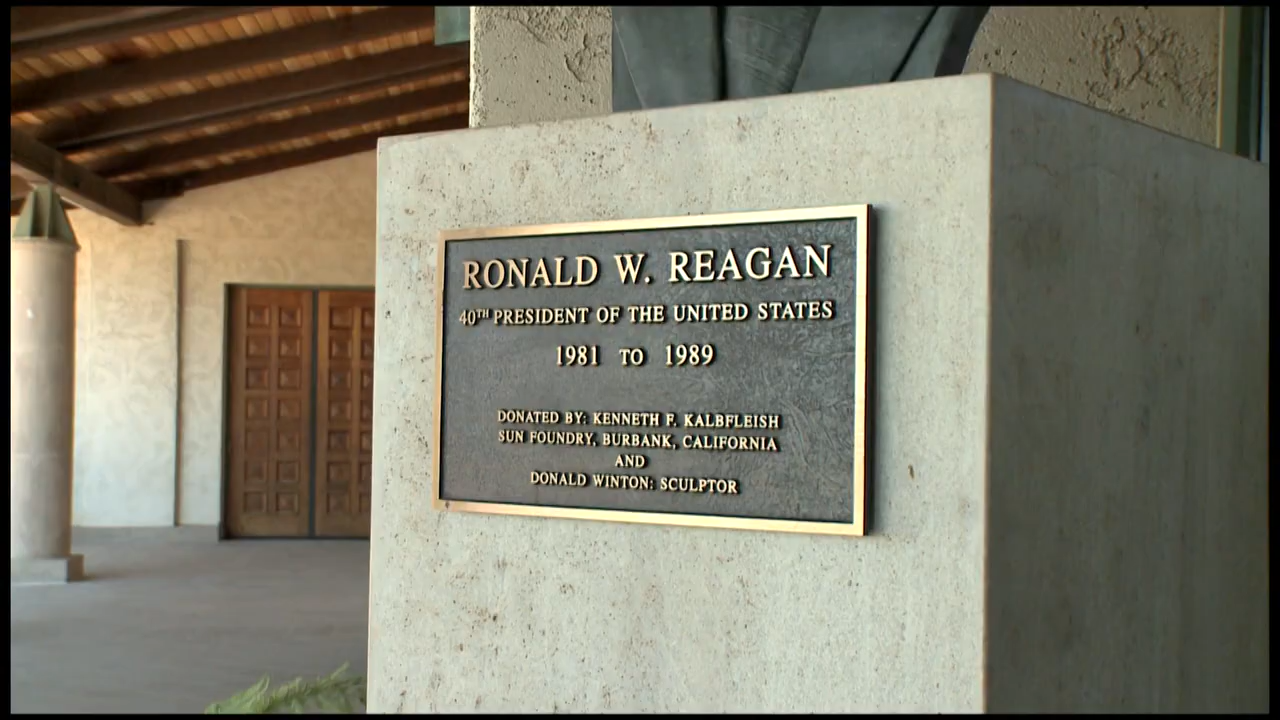 RONALD W. REAGAN
40TH PRESIDENT OF THE UNITED STATES
1981 TO 1989
DONATED BY: KENNETH F. KALBFLEISH
SUN FOUNDRY, BURBANK, CALIFORNIA
AND
DONALD WINTON: SCULPTOR